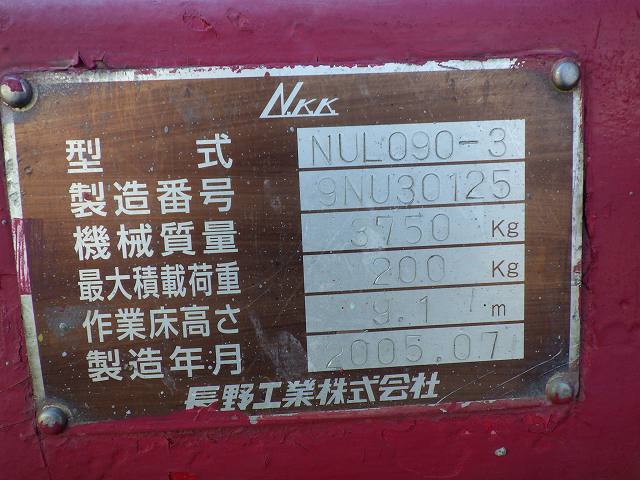 N.KK
型式 NUL090-3
製造番号 9NU30125
機械質量 3750 Kg
最大積載荷重 200 Kg
作業床高さ 9.1 m
製造年月 2005.07
長野工業株式会社